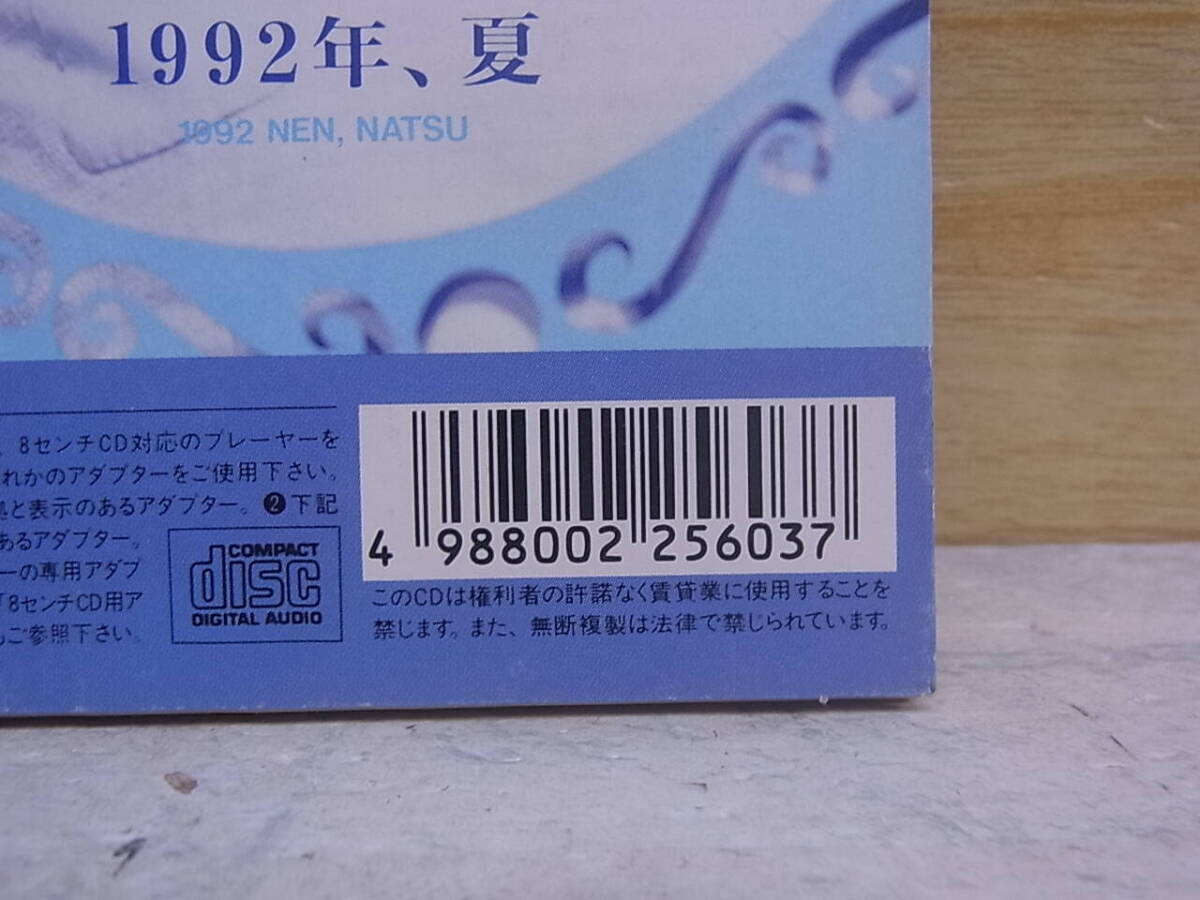 1992年、夏
1992 NEN, NATSU
8センチCD対応のプレーヤーを
れかのアダプターをご使用下さい。
と表示のあるアダプター。❷下記
あるアダプター。
ーの専用アダプ
「8センチCD用ア
ご参照下さい。
COMPACT
disc
DIGITAL AUDIO
4 988002 256037
このCDは権利者の許諾なく賃貸業に使用することを
禁じます。また、無断複製は法律で禁じられています。